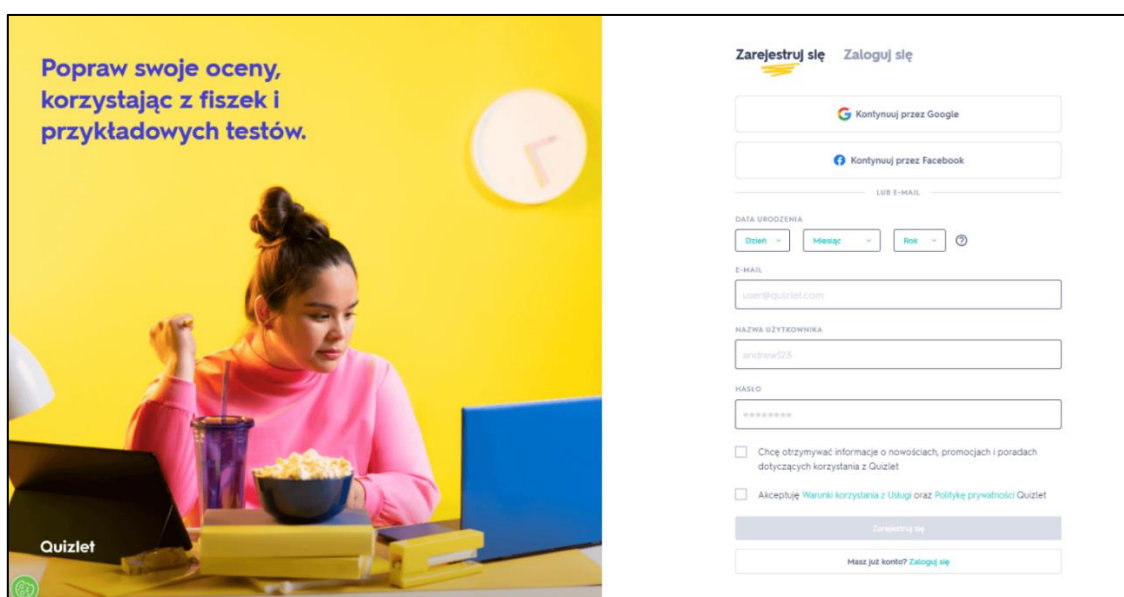 Popraw swoje oceny,
korzystając z fiszek i
przykładowych testów.
Quizlet
Zarejestruj się Zaloguj się
Kontynuuj przez Google
Kontynuuj przez Facebook
LUB E-MAIL
DATA URODZENIA
Dzień Miesiąc Rok
E-MAIL
user@quizlet.com
NAZWA UŻYTKOWNIKA
andrew123
HASŁO
********
Chcę otrzymywać informacje o nowościach, promocjach i poradach
dotyczących korzystania z Quizlet
Akceptuję Warunki korzystania z Usługi oraz Politykę prywatności Quizlet
Zarejestruj się
Masz już konto? Zaloguj się